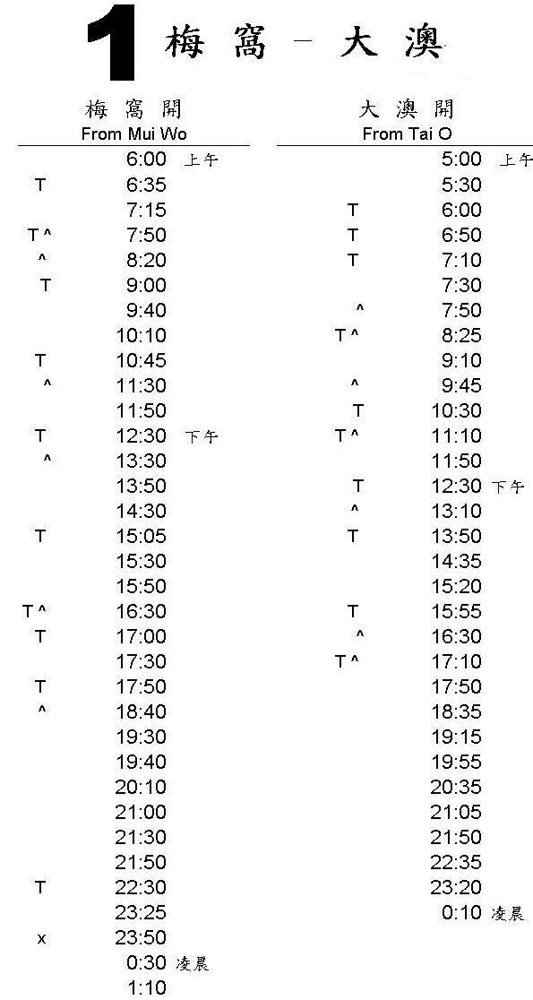 1 梅窩－大澳
梅窩開
From Mui Wo
6:00 上午
T 6:35
7:15
T ^ 7:50
^ 8:20
T 9:00
9:40
10:10
T 10:45
^ 11:30
11:50
T 12:30 下午
^ 13:30
13:50
14:30
T 15:05
15:30
15:50
T ^ 16:30
T 17:00
17:30
T 17:50
^ 18:40
19:30
19:40
20:10
21:00
21:30
21:50
T 22:30
23:25
x 23:50
0:30 凌晨
1:10
大澳開
From Tai O
5:00 上午
5:30
T 6:00
T 6:50
T 7:10
7:30
^ 7:50
T ^ 8:25
9:10
^ 9:45
T 10:30
T ^ 11:10
11:50
T 12:30 下午
^ 13:10
T 13:50
14:35
15:20
T 15:55
^ 16:30
T ^ 17:10
17:50
18:35
19:15
19:55
20:35
21:05
21:50
22:35
23:20
0:10 凌晨